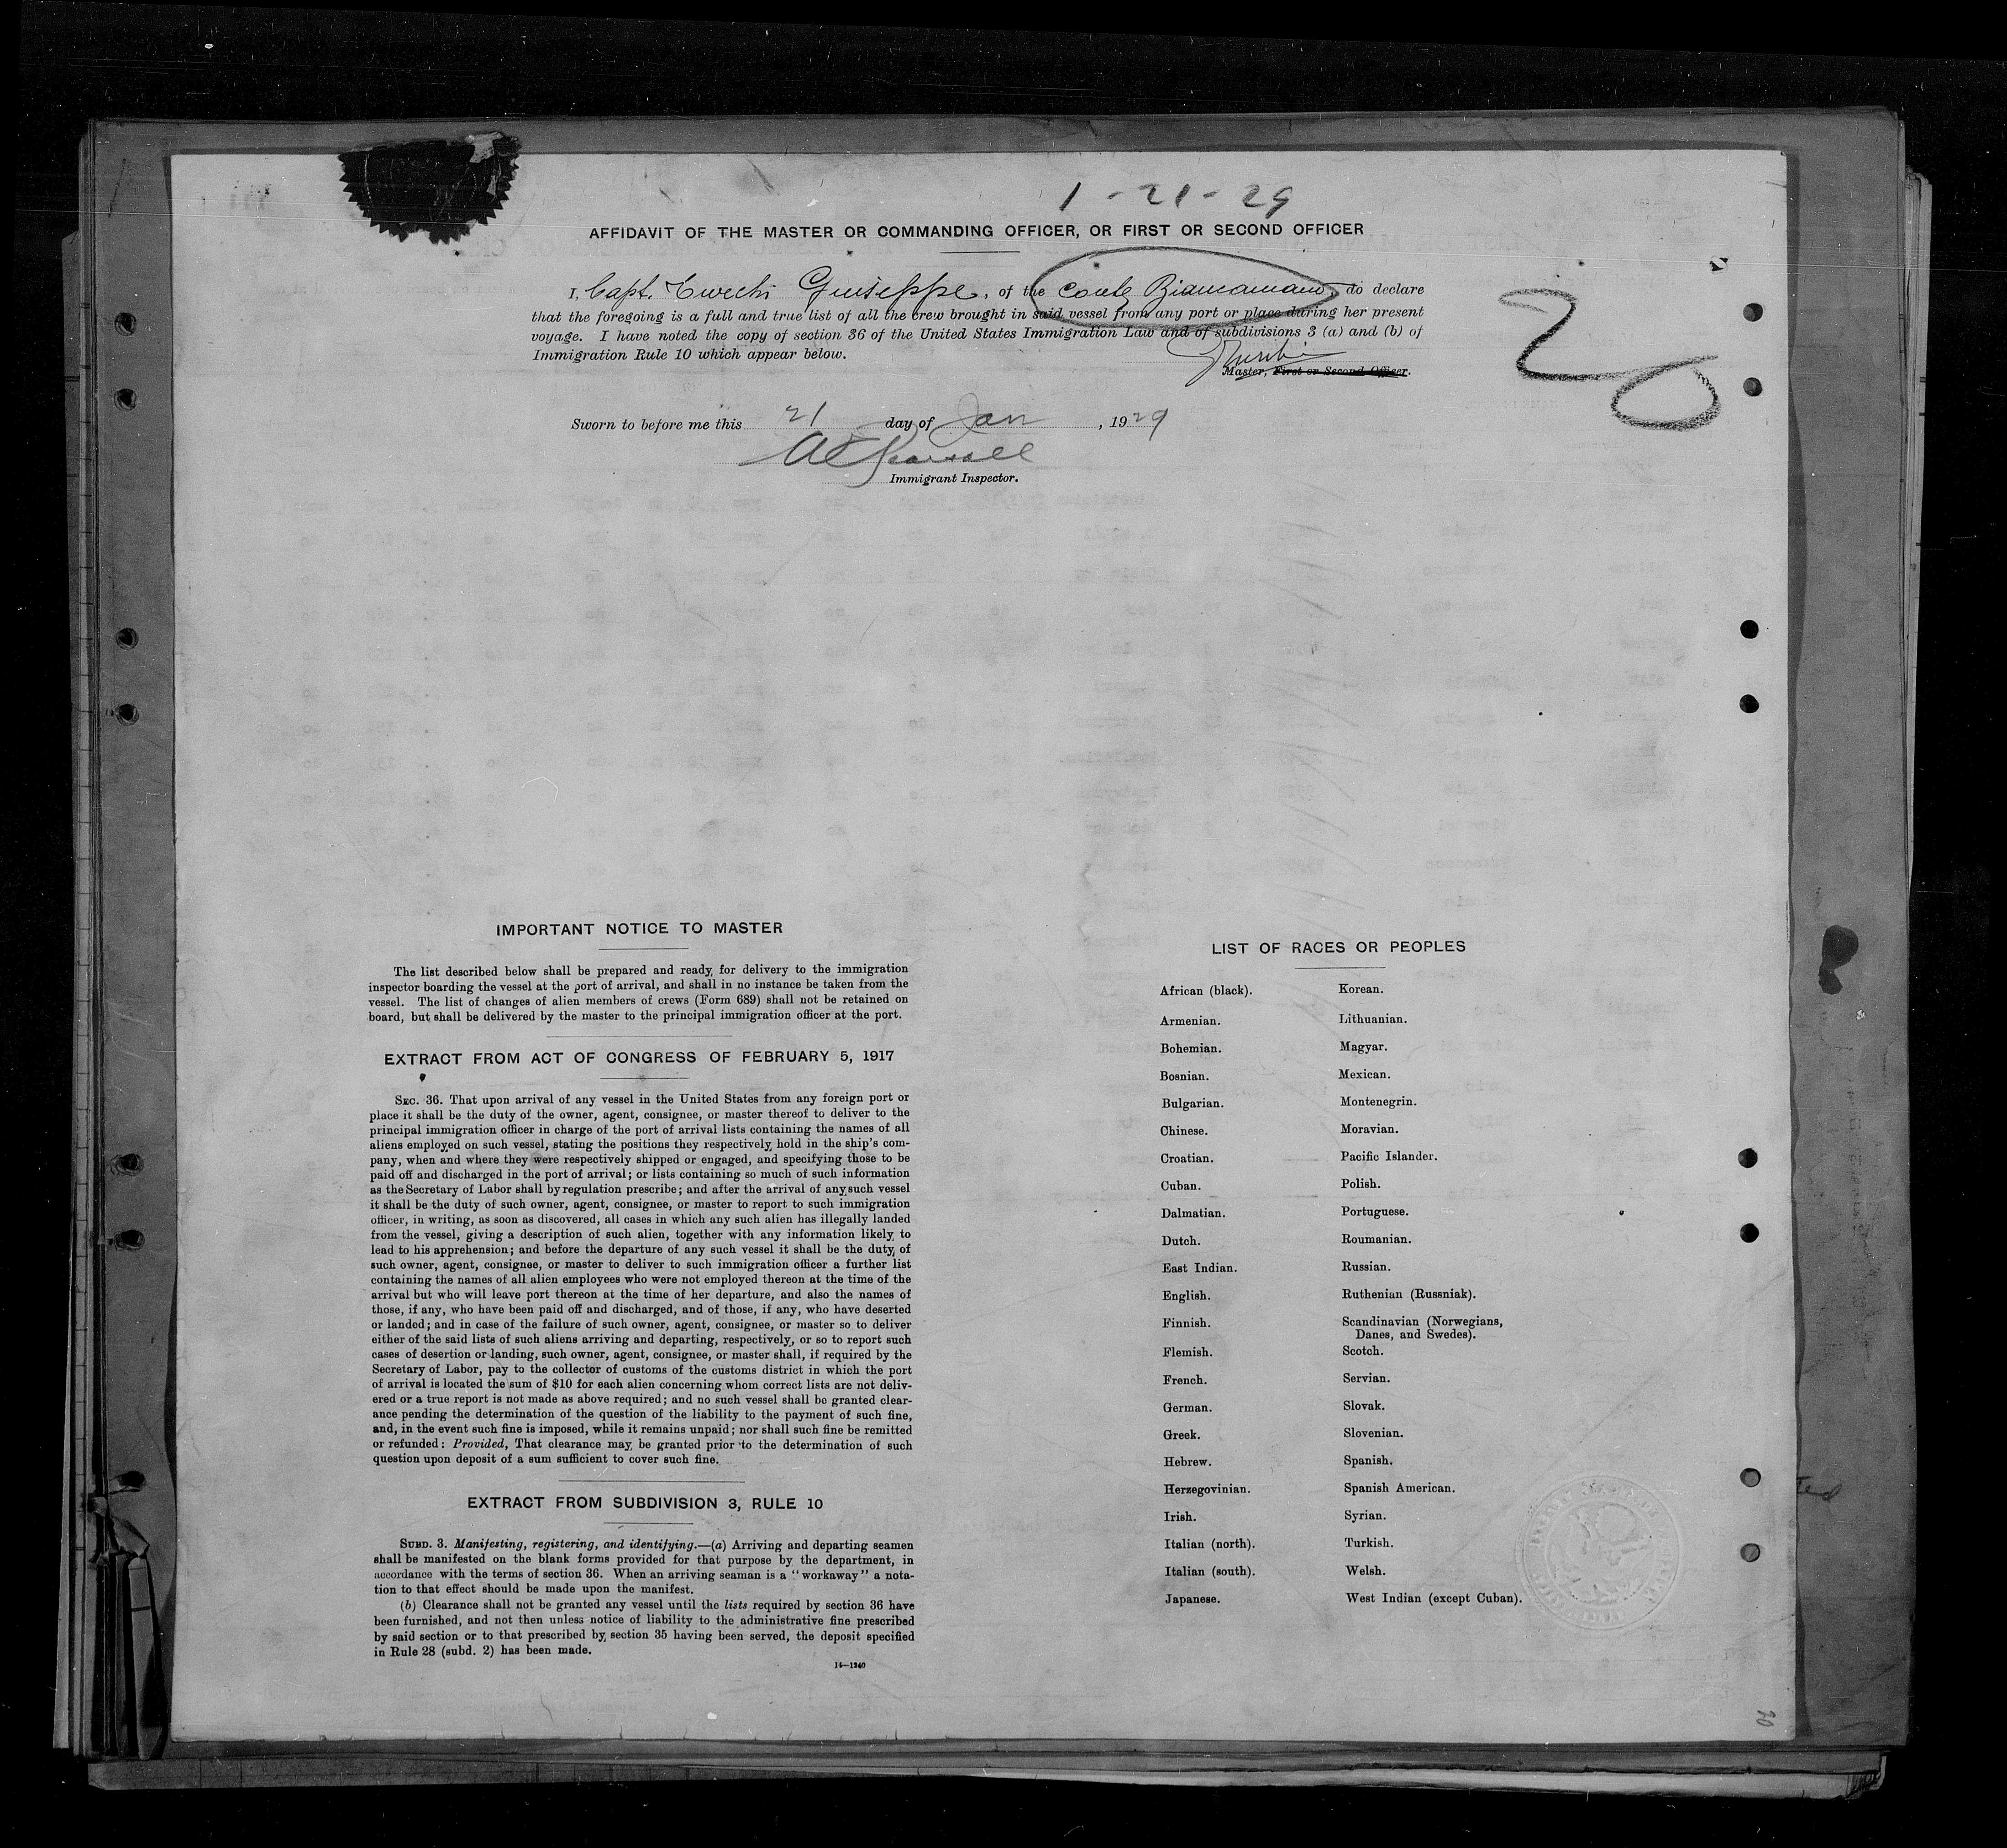 1-21-29
AFFIDAVIT OF THE MASTER OR COMMANDING OFFICER, OR FIRST OR SECOND OFFICER
I, Capt. Giuseppe, of the Conte Biancamano, do declare
that the foregoing is a full and true list of all the crew brought in said vessel from any port or place during her present
voyage. I have noted the copy of section 36 of the United States Immigration Law and of subdivisions 3 (a) and (b) of
Immigration Rule 10 which appear below.
Master, First or Second Officer.
20
Sworn to before me this 21 day of Jan, 1929
Immigrant Inspector.
IMPORTANT NOTICE TO MASTER
The list described below shall be prepared and ready, for delivery to the immigration
inspector boarding the vessel at the port of arrival, and shall in no instance be taken from the
vessel. The list of changes of alien members of crews (Form 689) shall not be retained on
board, but shall be delivered by the master to the principal immigration officer at the port.
EXTRACT FROM ACT OF CONGRESS OF FEBRUARY 5, 1917
SEC. 36. That upon arrival of any vessel in the United States from any foreign port or
place it shall be the duty of the owner, agent, consignee, or master thereof to deliver to the
principal immigration officer in charge of the port of arrival lists containing the names of all
aliens employed on such vessel, stating the positions they respectively hold in the ship's com-
pany, when and where they were respectively shipped or engaged, and specifying those to be
paid off and discharged in the port of arrival; or lists containing so much of such information
as the Secretary of Labor shall by regulation prescribe; and after the arrival of any such vessel
it shall be the duty of such owner, agent, consignee, or master to report to such immigration
officer, in writing, as soon as discovered, all cases in which any such alien has illegally landed
from the vessel, giving a description of such alien, together with any information likely to
lead to his apprehension; and before the departure of any such vessel it shall be the duty of
such owner, agent, consignee, or master to deliver to such immigration officer a further list
containing the names of all alien employees who were not employed thereon at the time of the
arrival but who will leave port thereon at the time of her departure, and also the names of
those, if any, who have been paid off and discharged, and of those, if any, who have deserted
or landed; and in case of the failure of such owner, agent, consignee, or master so to deliver
either of the said lists of such aliens arriving and departing, respectively, or so to report such
cases of desertion or landing, such owner, agent, consignee, or master shall, if required by the
Secretary of Labor, pay to the collector of customs of the customs district in which the port
of arrival is located the sum of $10 for each alien concerning whom correct lists are not deliv-
ered or a true report is not made as above required; and no such vessel shall be granted clear-
ance pending the determination of the question of the liability to the payment of such fine,
and, in the event such fine is imposed, while it remains unpaid; nor shall such fine be remitted
or refunded: Provided, That clearance may be granted prior to the determination of such
question upon deposit of a sum sufficient to cover such fine.
EXTRACT FROM SUBDIVISION 3, RULE 10
SUBD. 3. Manifesting, registering, and identifying.—(a) Arriving and departing seamen
shall be manifested on the blank forms provided for that purpose by the department, in
accordance with the terms of section 36. When an arriving seaman is a "workaway" a nota-
tion to that effect should be made upon the manifest.
(b) Clearance shall not be granted any vessel until the lists required by section 36 have
been furnished, and not then unless notice of liability to the administrative fine prescribed
by said section or to that prescribed by section 35 having been served, the deposit specified
in Rule 28 (subd. 2) has been made.
14—1240
LIST OF RACES OR PEOPLES
African (black).
Armenian.
Bohemian.
Bosnian.
Bulgarian.
Chinese.
Croatian.
Cuban.
Dalmatian.
Dutch.
East Indian.
English.
Finnish.
Flemish.
French.
German.
Greek.
Hebrew.
Herzegovinian.
Irish.
Italian (north).
Italian (south).
Japanese.
Korean.
Lithuanian.
Magyar.
Mexican.
Montenegrin.
Moravian.
Pacific Islander.
Polish.
Portuguese.
Roumanian.
Russian.
Ruthenian (Russniak).
Scandinavian (Norwegians,
Danes, and Swedes).
Scotch.
Servian.
Slovak.
Slovenian.
Spanish.
Spanish American.
Syrian.
Turkish.
Welsh.
West Indian (except Cuban).
20